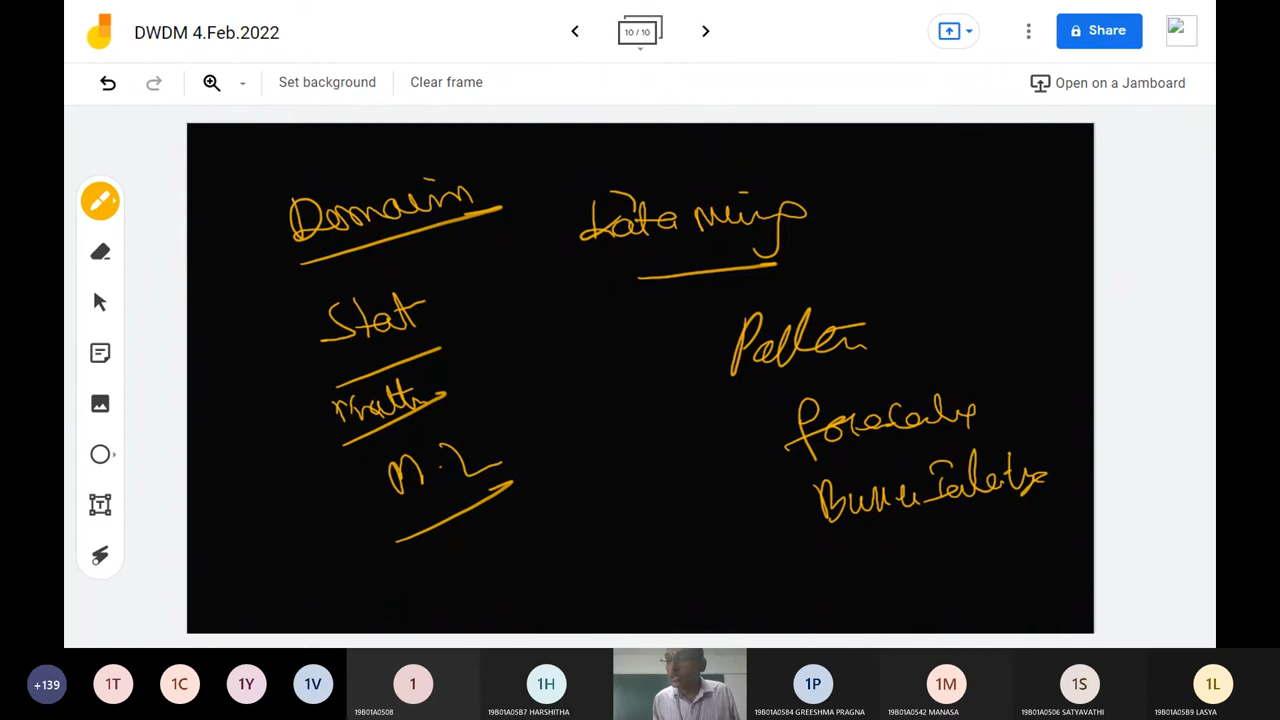 DWDM 4.Feb.2022
10 / 10
Share
Set background
Clear frame
Open on a Jamboard
Domain
Data Mining
Stat
Patter
Maths
forecasting
M.L
+139
1T
1C
1Y
1V
1
1H
1P
1M
1S
1L
19B01A0508
19B01A05B7 HARSHITHA
19B01A0584 GREESHMA PRAGNA
19B01A0542 MANASA
19B01A0506 SATYAVATHI
19B01A05B9 LASYA